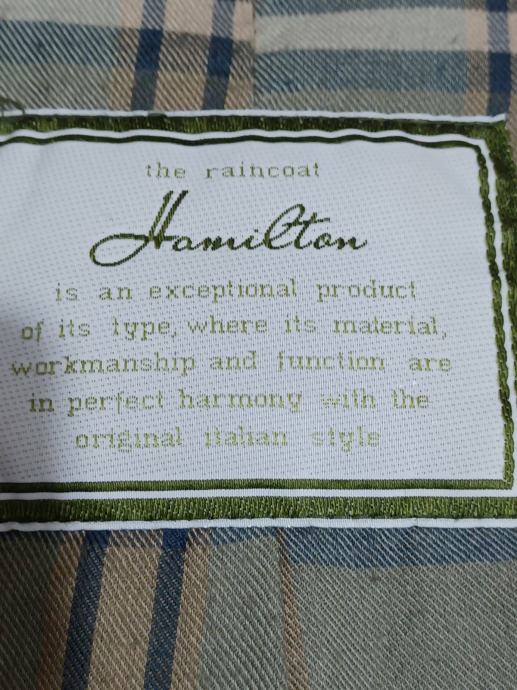 the raincoat
Hamilton
is an exceptional product
of its type, where its material,
workmanship and function are
in perfect harmony with the
original italian style